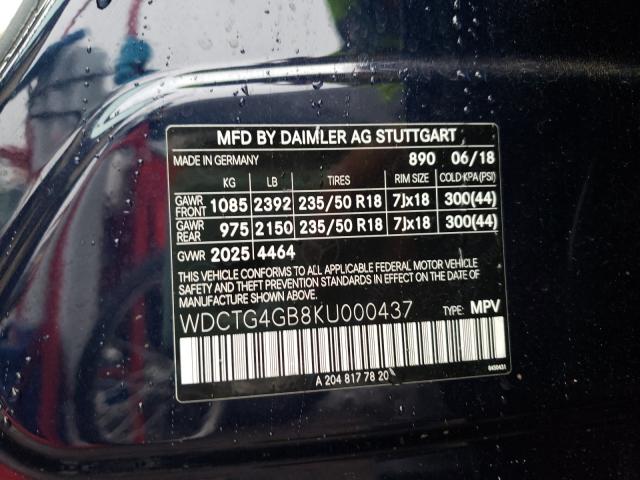 MFD BY DAIMLER AG STUTTGART
MADE IN GERMANY 890 06/18
KG LB TIRES RIM SIZE COLD-KPA(PSI)
GAWR FRONT 1085 2392 235/50 R18 7Jx18 300(44)
GAWR REAR 975 2150 235/50 R18 7Jx18 300(44)
GVWR 2025 4464
THIS VEHICLE CONFORMS TO ALL APPLICABLE FEDERAL MOTOR VEHICLE
SAFETY AND THEFT PREVENTION STANDARDS IN EFFECT ON THE DATE
OF MANUFACTURE SHOWN ABOVE.
WDCTG4GB8KU000437 TYPE: MPV
A 204 817 78 20